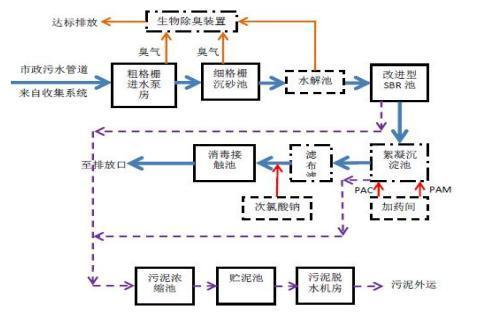 达标排放
生物除臭装置
臭气
臭气
市政污水管道
来自收集系统
粗格栅
进水泵
房
细格栅
沉砂池
水解池
改进型
SBR 池
至排放口
消毒接
触池
滤
布滤
絮凝沉
淀池
次氯酸钠
PAC
PAM
加药间
污泥浓
缩池
贮泥池
污泥脱
水机房
污泥外运